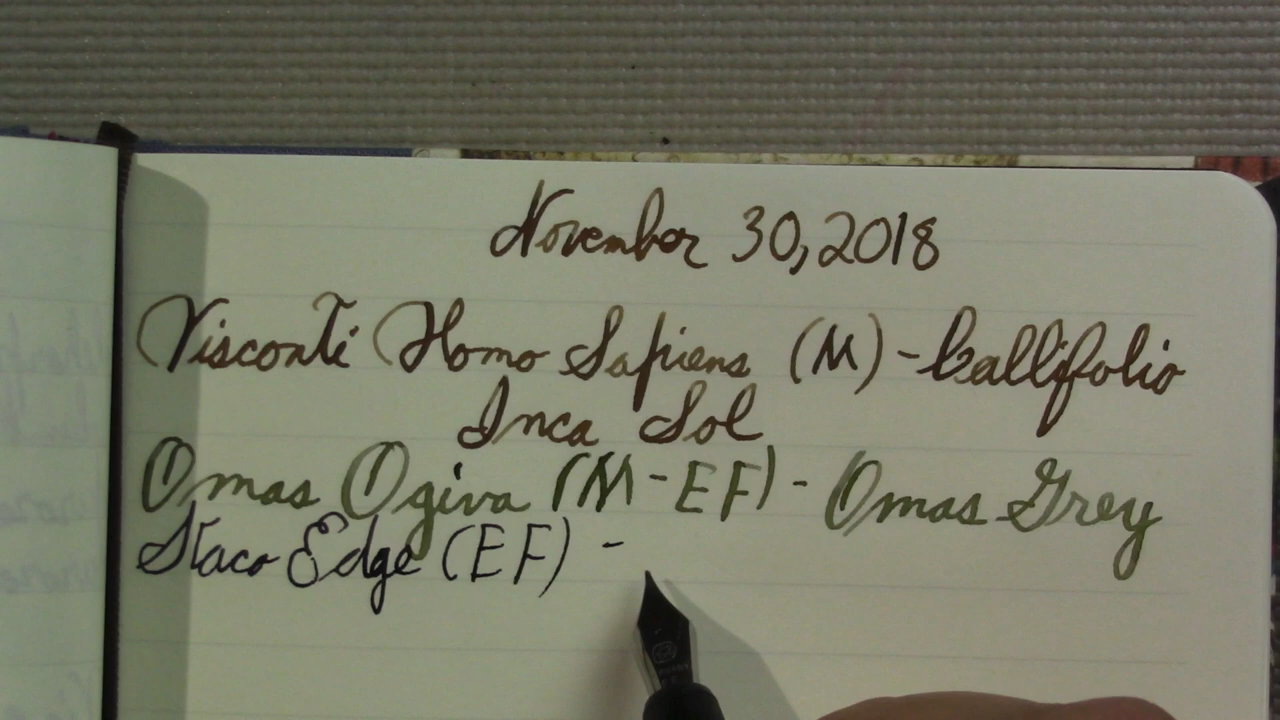 November 30, 2018
Visconti Homo Sapiens (M) - Callifolio
Inca Sol
Omas Ogiva (M-EF) - Omas Grey
Staco Edge (EF) -